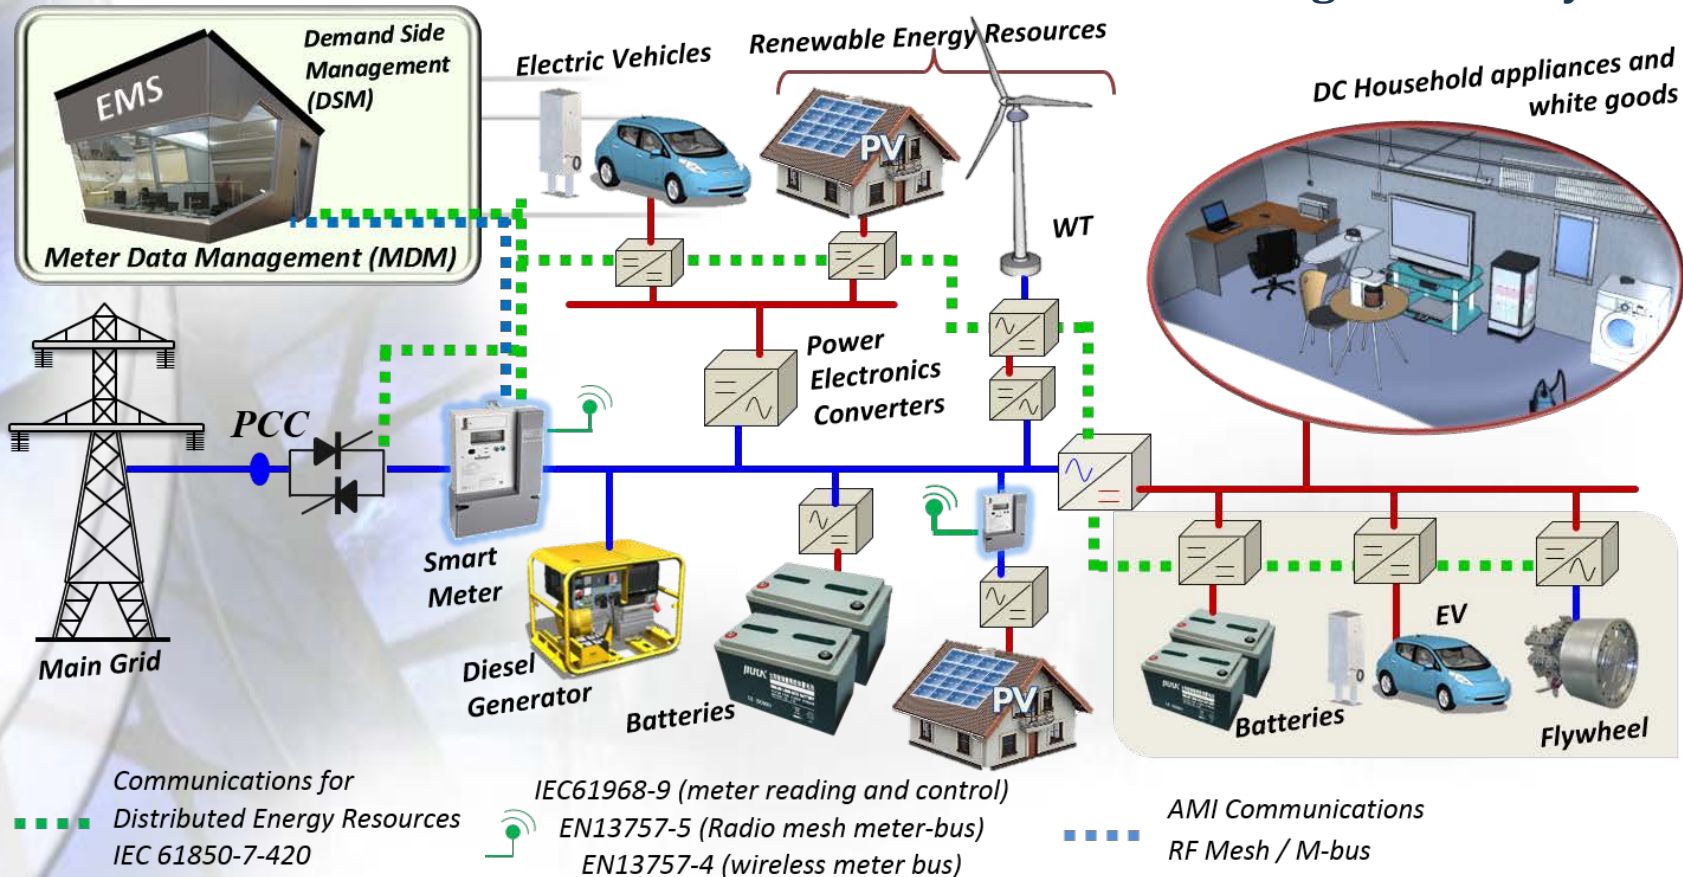 Demand Side
Management
(DSM)
EMS
Meter Data Management (MDM)
Electric Vehicles
Renewable Energy Resources
PV
WT
DC Household appliances and
white goods
Power
Electronics
Converters
PCC
Main Grid
Smart
Meter
Diesel
Generator
Batteries
PV
Batteries
EV
Flywheel
Communications for
Distributed Energy Resources
IEC 61850-7-420
IEC61968-9 (meter reading and control)
EN13757-5 (Radio mesh meter-bus)
EN13757-4 (wireless meter bus)
AMI Communications
RF Mesh / M-bus